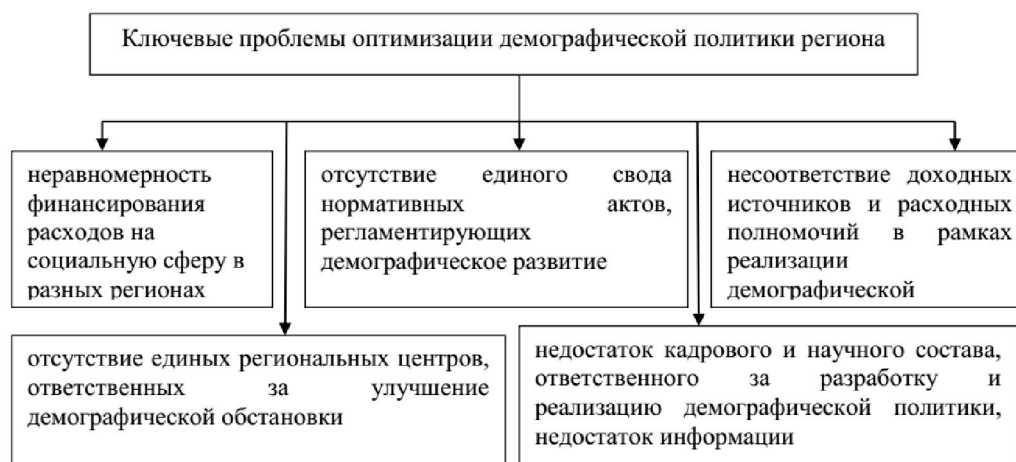 Ключевые проблемы оптимизации демографической политики региона
неравномерность
финансирования
расходов на
социальную сферу в
разных регионах
отсутствие единого свода
нормативных актов,
регламентирующих
демографическое развитие
несоответствие доходных
источников и расходных
полномочий в рамках
реализации
демографической
отсутствие единых региональных центров,
ответственных за улучшение
демографической обстановки
недостаток кадрового и научного состава,
ответственного за разработку и
реализацию демографической политики,
недостаток информации